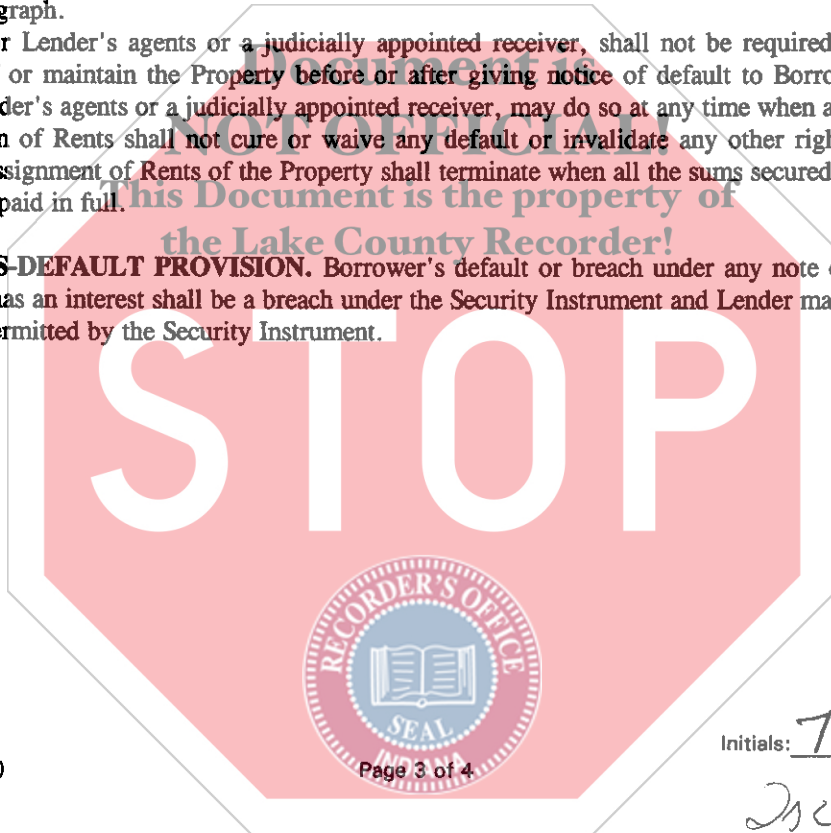 graph.
r Lender's agents or a judicially appointed receiver, shall not be required
Document is
or maintain the Property before or after giving notice of default to Borro
der's agents or a judicially appointed receiver, may do so at any time when a
NOT OFFICIAL!
n of Rents shall not cure or waive any default or invalidate any other righ
ssignment of Rents of the Property shall terminate when all the sums secured
This Document is the property of
paid in full.
the Lake County Recorder!
S-DEFAULT PROVISION. Borrower's default or breach under any note
has an interest shall be a breach under the Security Instrument and Lender ma
ermitted by the Security Instrument.
STOP
RECORDER'S OFFICE
SEAL
INDIANA
Initials:
Page 3 of 4